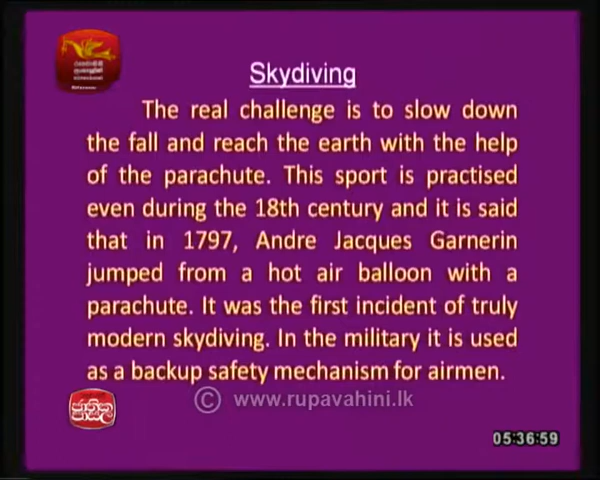 Skydiving
The real challenge is to slow down
the fall and reach the earth with the help
of the parachute. This sport is practised
even during the 18th century and it is said
that in 1797, Andre Jacques Garnerin
jumped from a hot air balloon with a
parachute. It was the first incident of truly
modern skydiving. In the military it is used
as a backup safety mechanism for airmen.
© www.rupavahini.lk
05:36:59